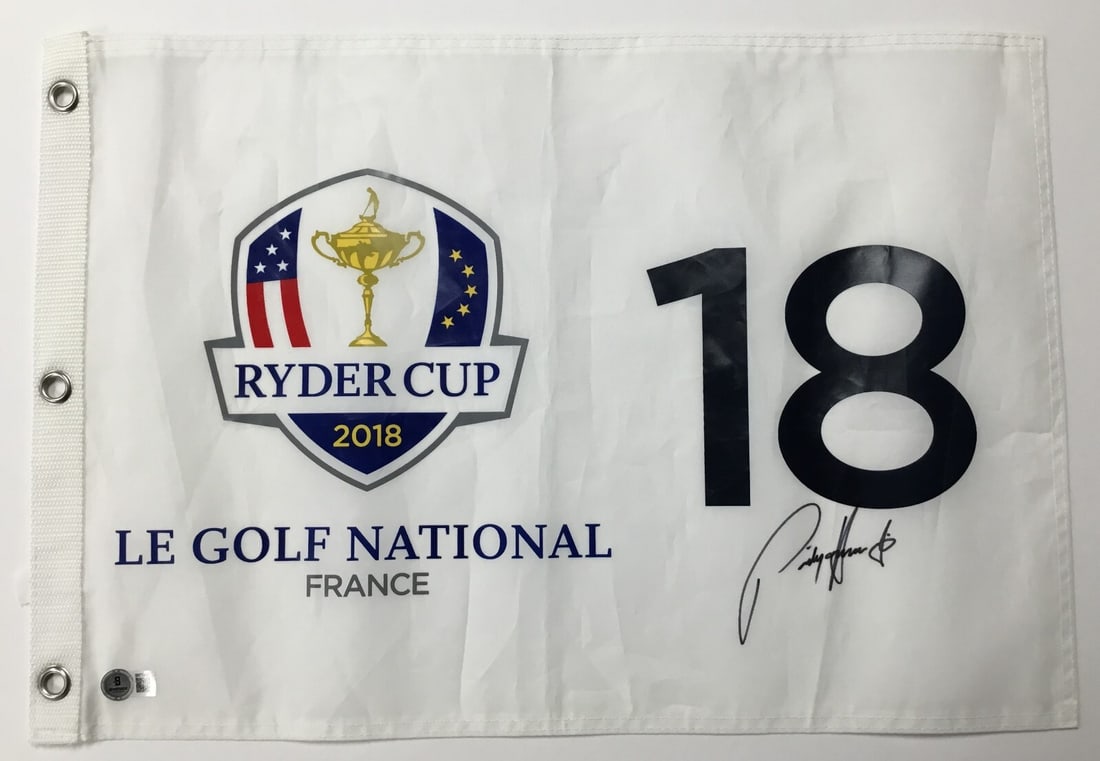 RYDER CUP
2018
LE GOLF NATIONAL
FRANCE
18